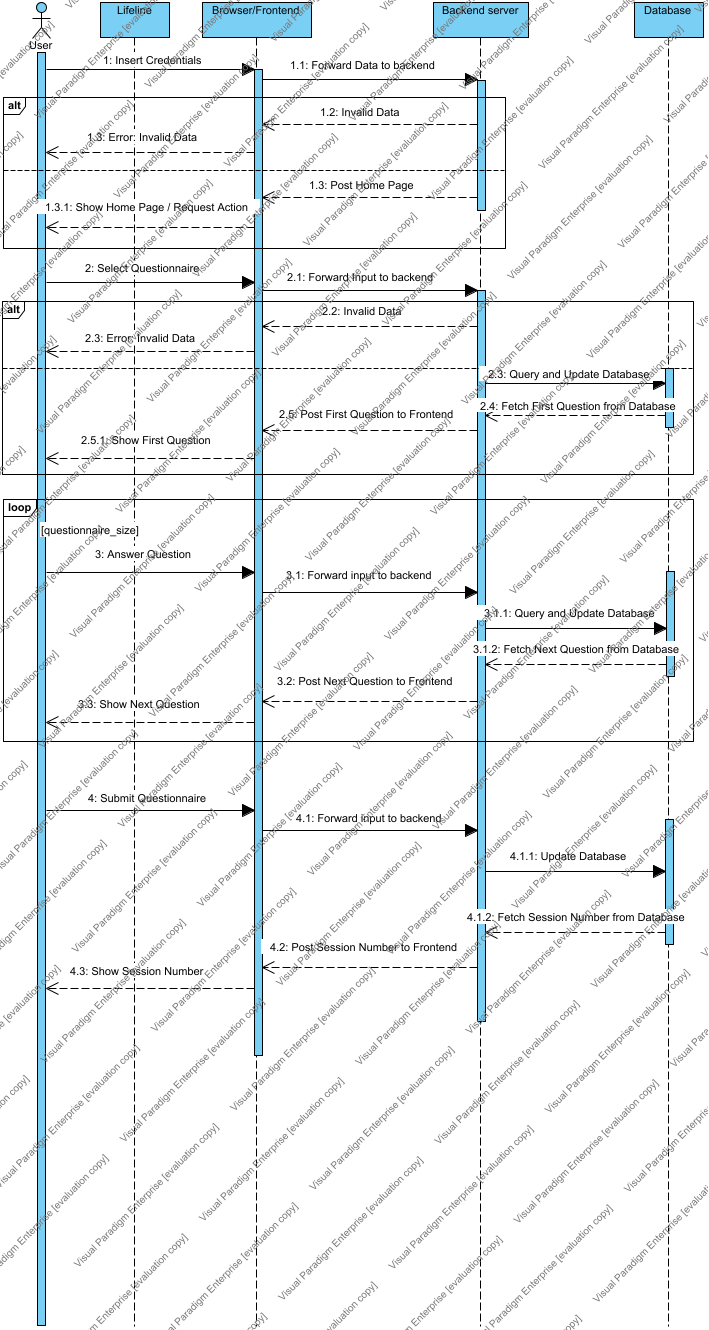 User
Lifeline
Browser/Frontend
Backend server
Database
1: Insert Credentials
1.1: Forward Data to backend
alt
1.2: Invalid Data
1.3: Error: Invalid Data
1.3: Post Home Page
1.3.1: Show Home Page / Request Action
2: Select Questionnaire
2.1: Forward Input to backend
alt
2.2: Invalid Data
2.3: Error: Invalid Data
2.3: Query and Update Database
2.4: Fetch First Question from Database
2.5: Post First Question to Frontend
2.5.1: Show First Question
loop
[questionnaire_size]
3: Answer Question
3.1: Forward input to backend
3.1.1: Query and Update Database
3.1.2: Fetch Next Question from Database
3.2: Post Next Question to Frontend
3.3: Show Next Question
4: Submit Questionnaire
4.1: Forward input to backend
4.1.1: Update Database
4.1.2: Fetch Session Number from Database
4.2: Post Session Number to Frontend
4.3: Show Session Number
Visual Paradigm Enterprise [evaluation copy]